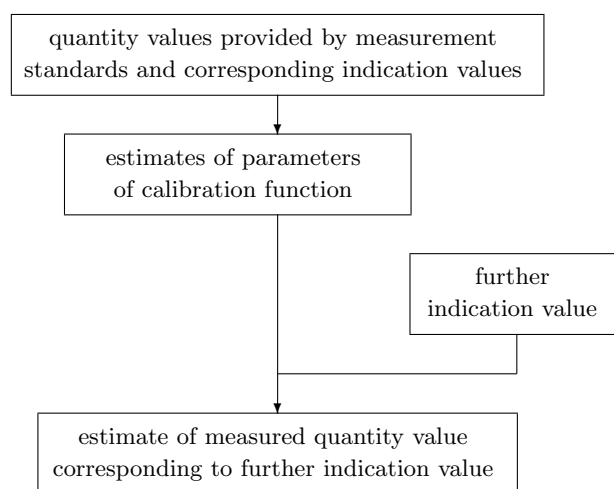 quantity values provided by measurement
standards and corresponding indication values
estimates of parameters
of calibration function
further
indication value
estimate of measured quantity value
corresponding to further indication value